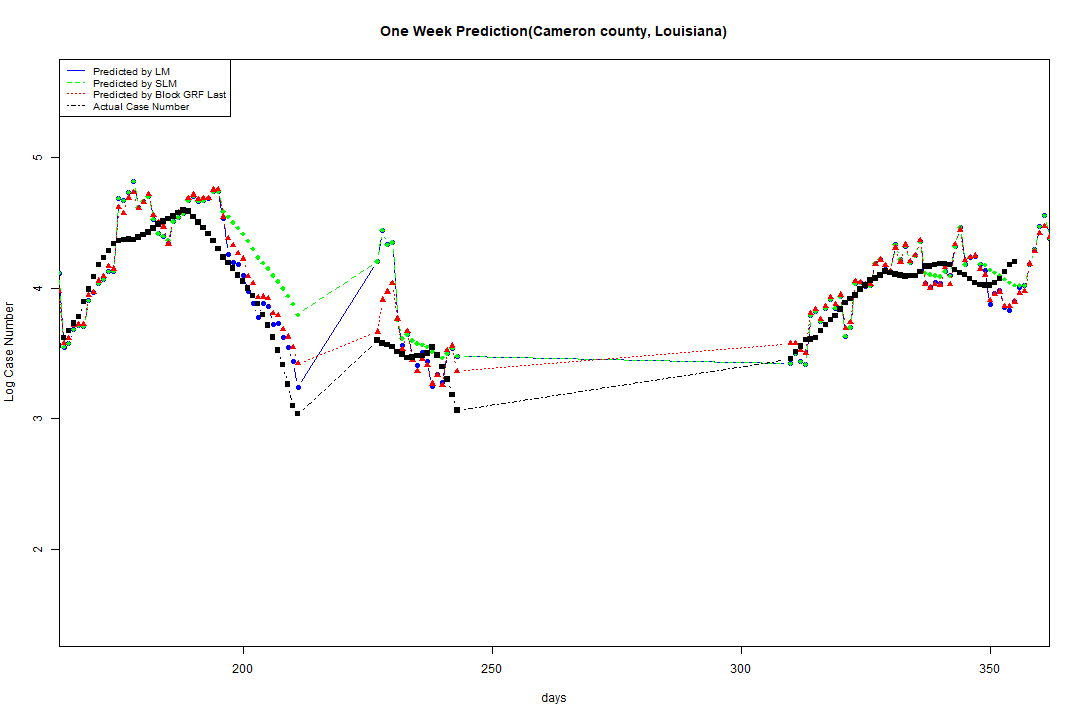 One Week Prediction(Cameron county, Louisiana)
Predicted by LM
Predicted by SLM
Predicted by Block GRF Last
Actual Case Number
5
4
3
2
Log Case Number
200
250
300
350
days